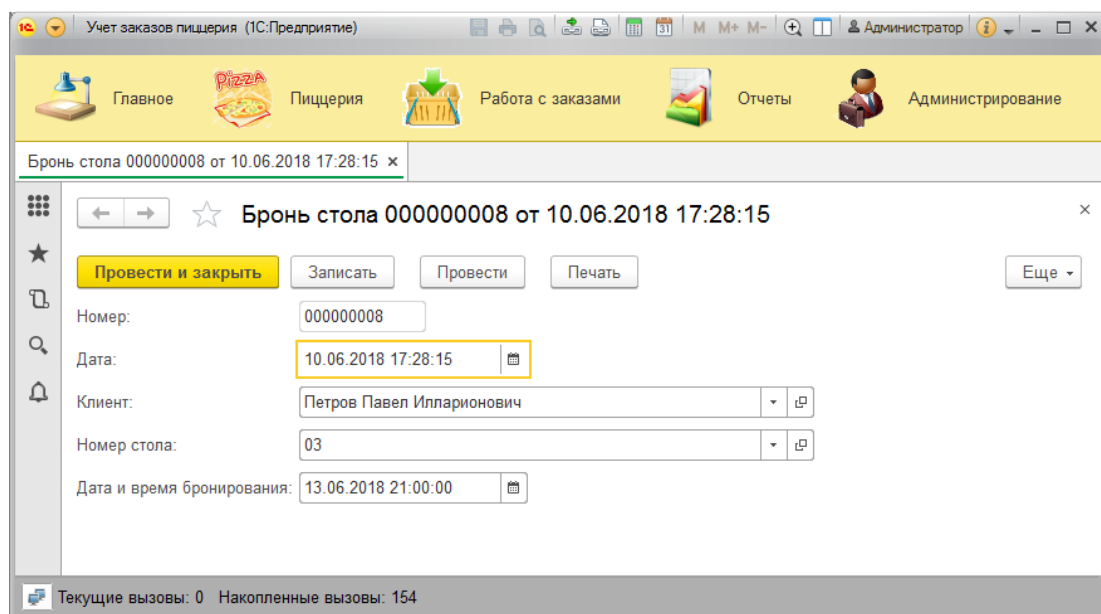 1С Учет заказов пиццерия (1С:Предприятие) 31 M M+ M- Администратор i
Главное PizzA Пиццерия Работа с заказами Отчеты Администрирование
Бронь стола 000000008 от 10.06.2018 17:28:15 ×
Бронь стола 000000008 от 10.06.2018 17:28:15 ×
Провести и закрыть Записать Провести Печать Еще
Номер: 000000008
Дата: 10.06.2018 17:28:15
Клиент: Петров Павел Илларионович
Номер стола: 03
Дата и время бронирования: 13.06.2018 21:00:00
Текущие вызовы: 0 Накопленные вызовы: 154